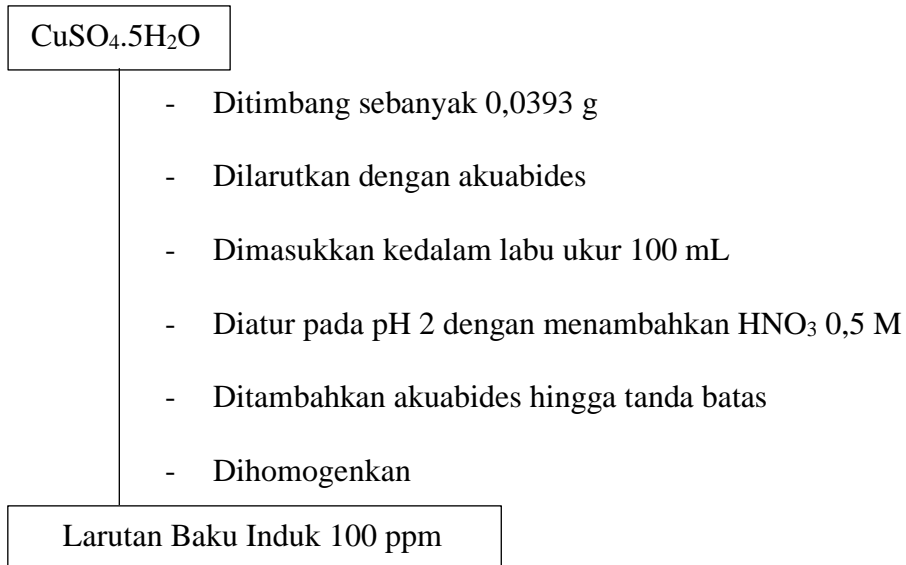 CuSO₄.5H₂O
- Ditimbang sebanyak 0,0393 g
- Dilarutkan dengan akuabides
- Dimasukkan kedalam labu ukur 100 mL
- Diatur pada pH 2 dengan menambahkan HNO₃ 0,5 M
- Ditambahkan akuabides hingga tanda batas
- Dihomogenkan
Larutan Baku Induk 100 ppm